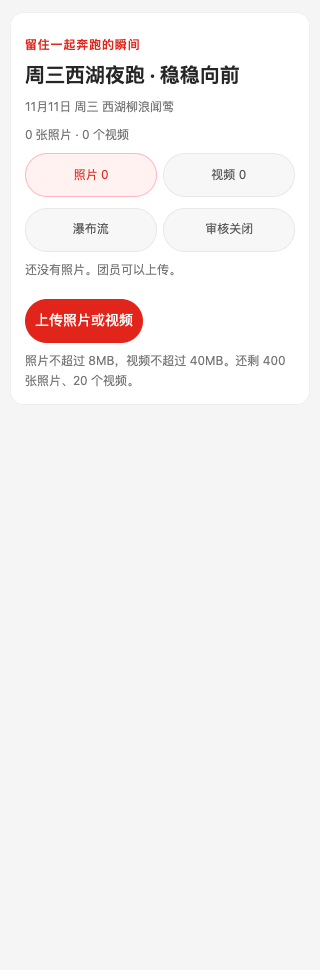 留住一起奔跑的瞬间
周三西湖夜跑 · 稳稳向前
11月11日 周三 西湖柳浪闻莺
0 张照片 · 0 个视频
照片 0
视频 0
瀑布流
审核关闭
还没有照片。团员可以上传。
上传照片或视频
照片不超过 8MB，视频不超过 40MB。还剩 400
张照片、20 个视频。